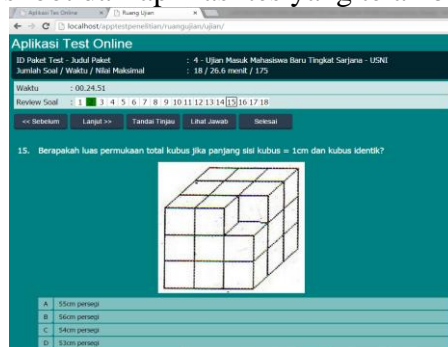 Aplikasi Tes Online
Ruang Ujian
localhost/apptestpenelitian/ruangujian/ujian/
Aplikasi Test Online
ID Paket Test - Judul Paket : 4 - Ujian Masuk Mahasiswa Baru Tingkat Sarjana - USNI
Jumlah Soal / Waktu / Nilai Maksimal : 18 / 26.6 menit / 175
Waktu : 00.24.51
Review Soal : 1 2 3 4 5 6 7 8 9 10 11 12 13 14 15 16 17 18
<< Sebelum Lanjut >> Tandai Tinjau Lihat Jawab Selesai
15. Berapakah luas permukaan total kubus jika panjang sisi kubus = 1cm dan kubus identik?
A 55cm persegi
B 56cm persegi
C 54cm persegi
D 53cm persegi